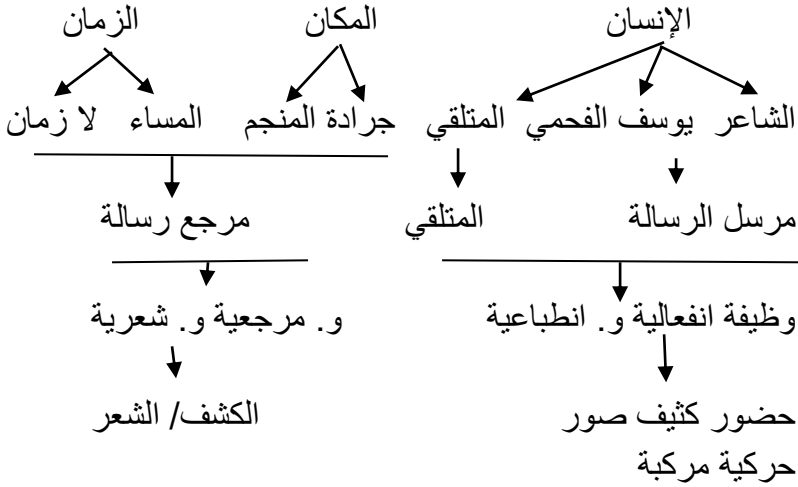 الإنسان المكان الزمان
الشاعر يوسف الفحمي المتلقي جرادة المنجم المساء لا زمان
مرسل الرسالة المتلقي مرجع رسالة
وظيفة انفعالية و. انطباعية و. مرجعية و. شعرية
حضور كثيف صور الكشف/ الشعر
حركية مركبة